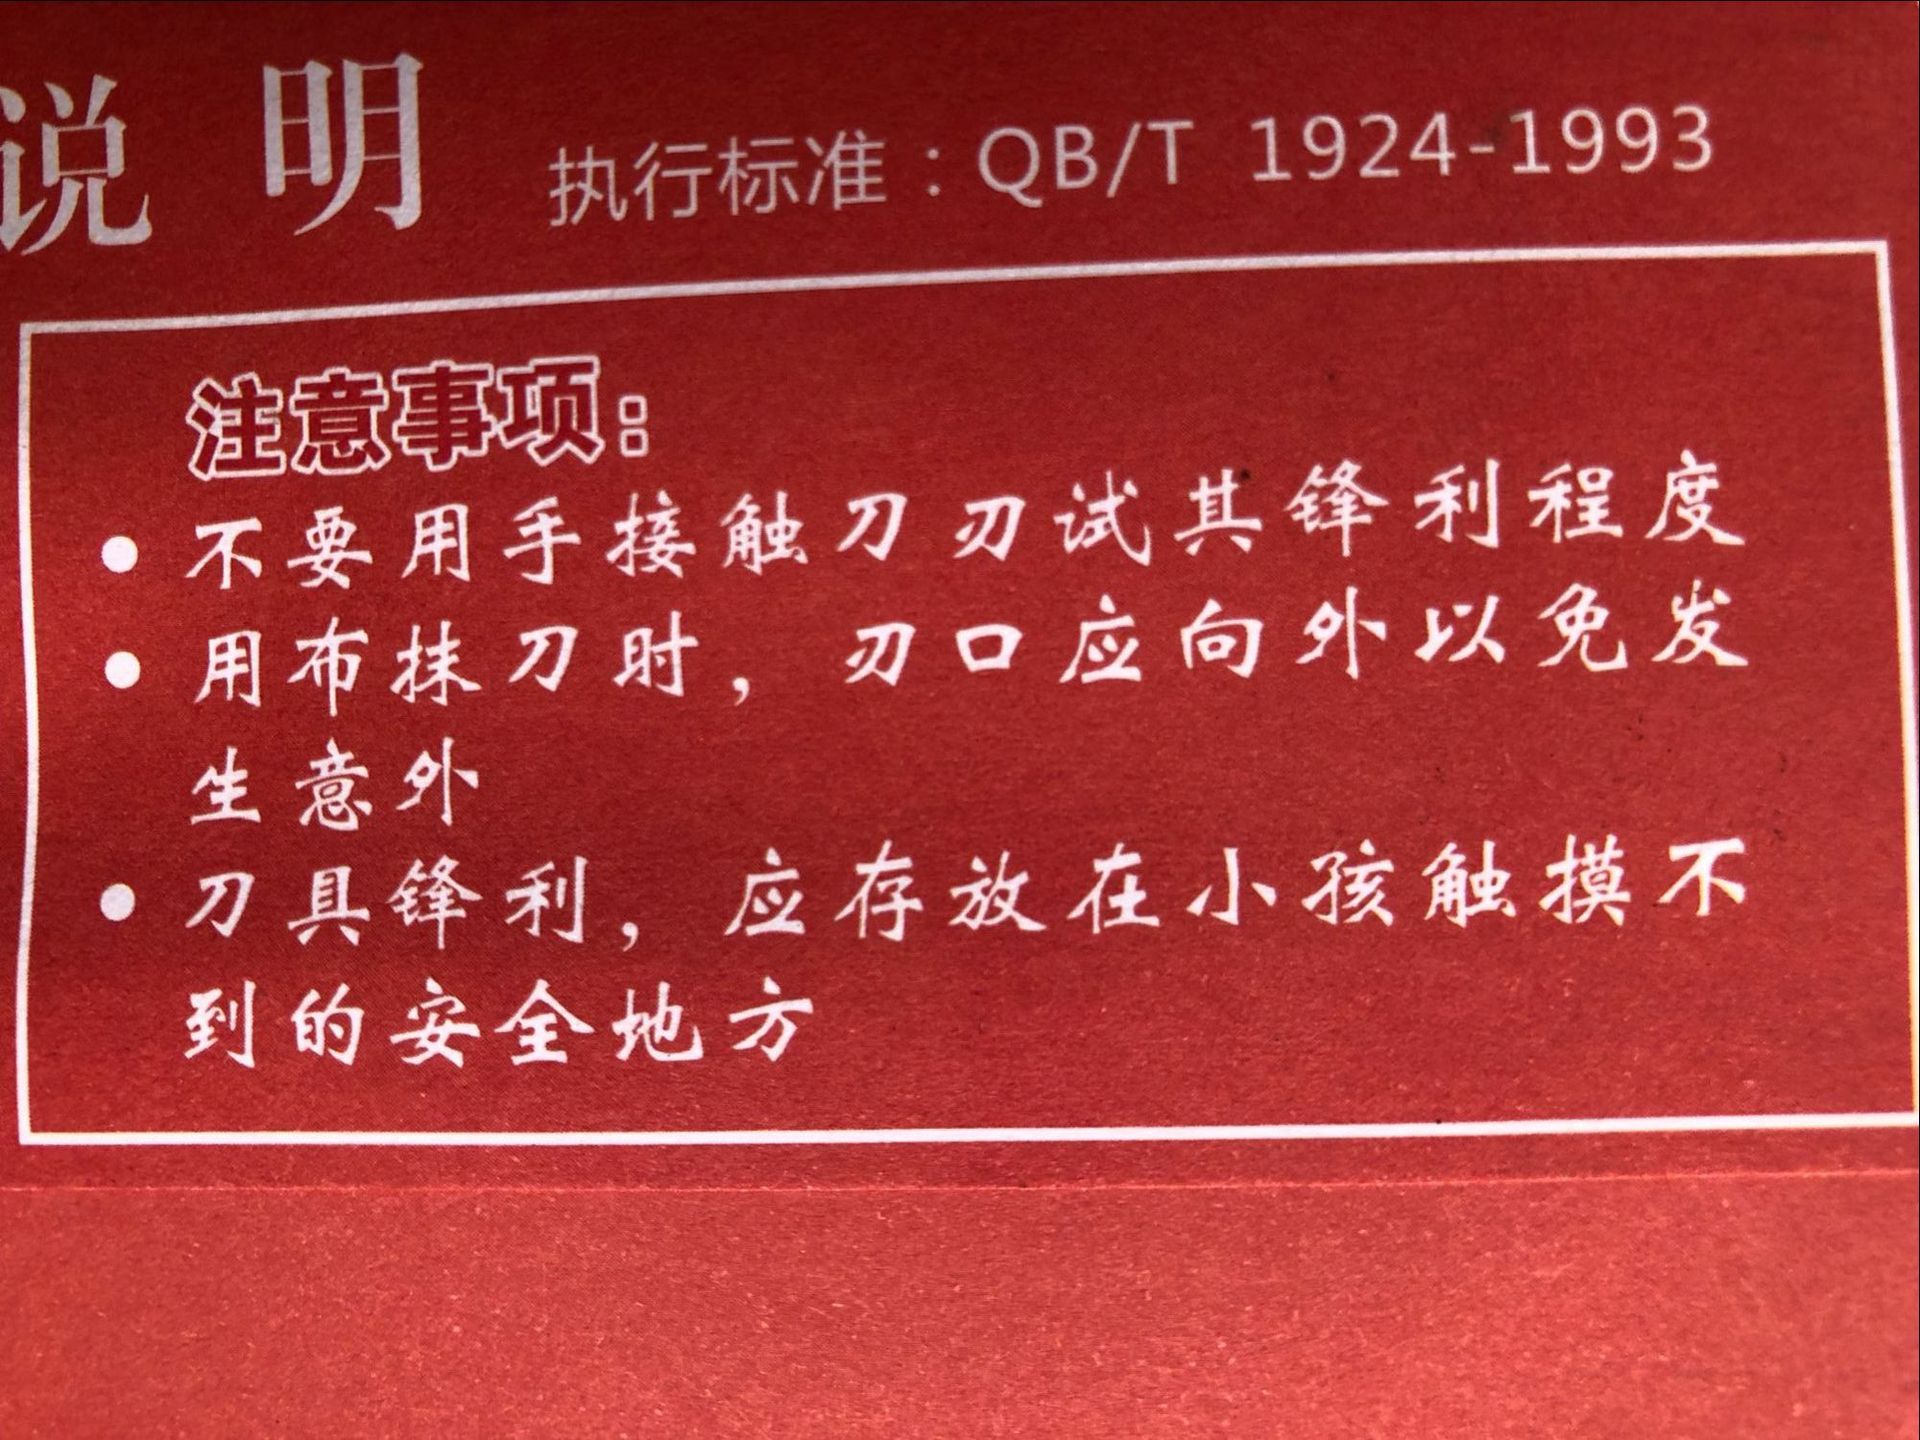 说明 执行标准：QB/T 1924-1993
注意事项：
● 不要用手接触刀刃试其锋利程度
● 用布抹刀时，刃口应向外以免发
生意外
● 刀具锋利，应存放在小孩触摸不
到的安全地方